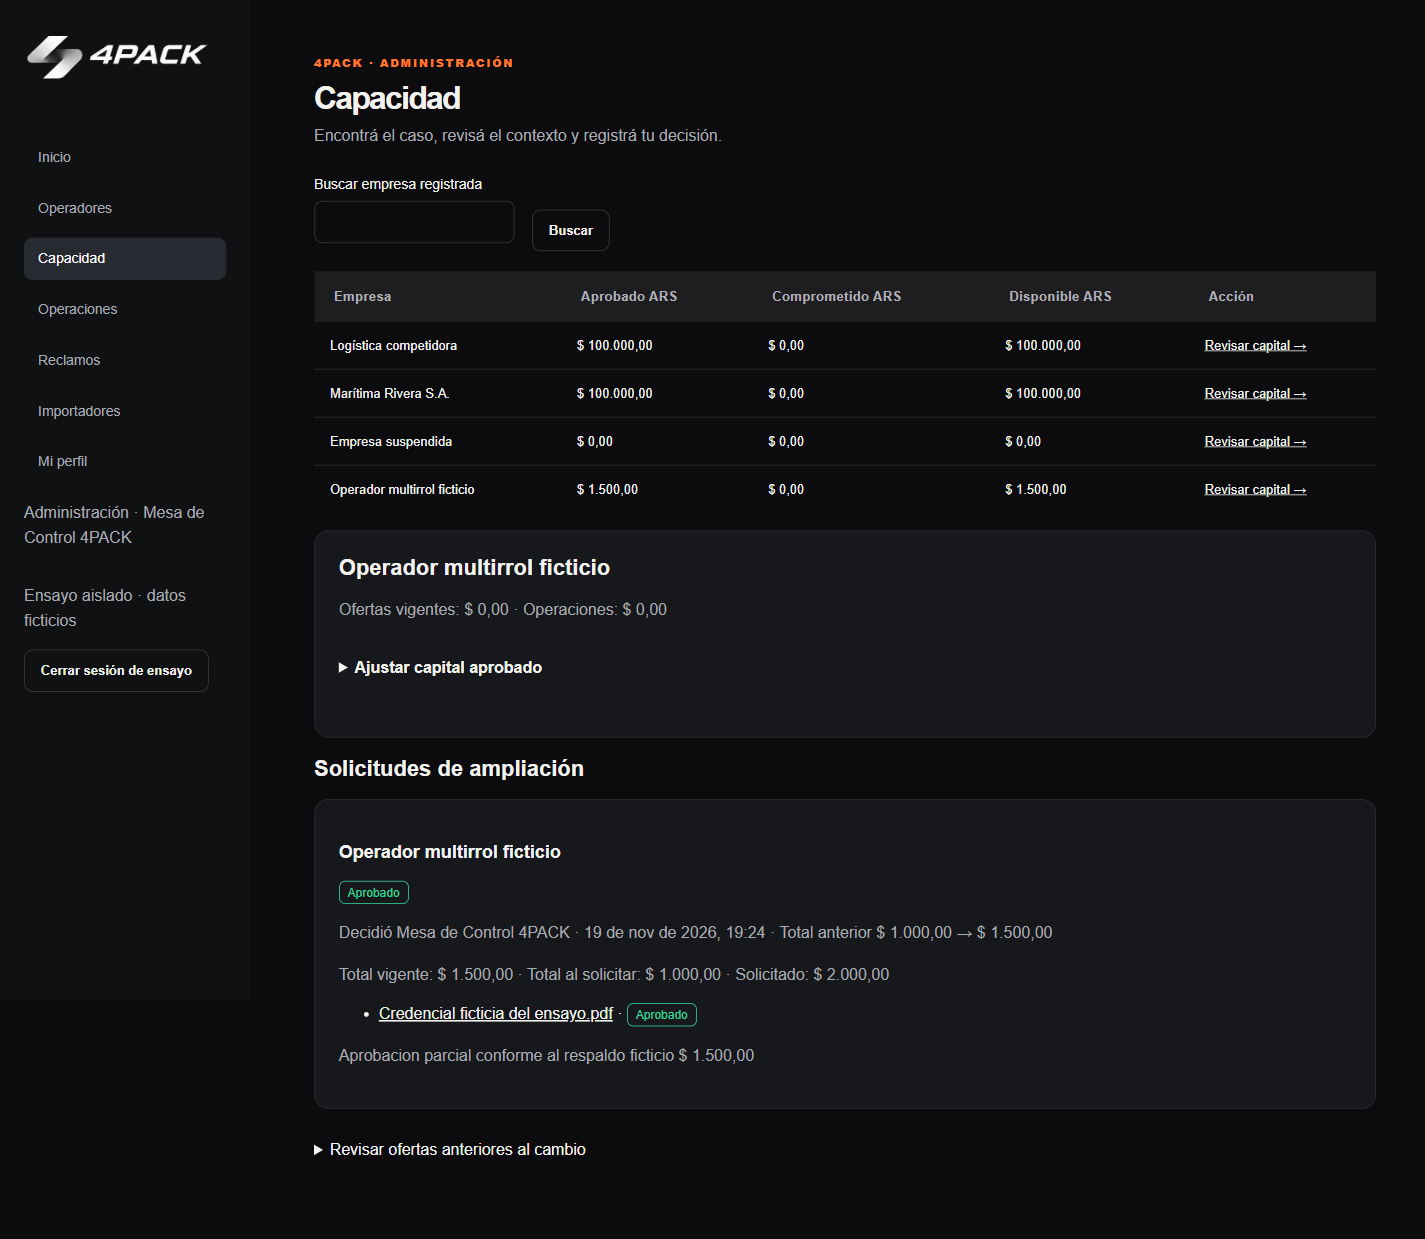 4PACK
Inicio
Operadores
Capacidad
Operaciones
Reclamos
Importadores
Mi perfil
Administración · Mesa de
Control 4PACK
Ensayo aislado · datos
ficticios
Cerrar sesión de ensayo
4PACK · ADMINISTRACIÓN
Capacidad
Encontrá el caso, revisá el contexto y registrá tu decisión.
Buscar empresa registrada
Buscar
Empresa Aprobado ARS Comprometido ARS Disponible ARS Acción
Logística competidora $ 100.000,00 $ 0,00 $ 100.000,00 Revisar capital →
Marítima Rivera S.A. $ 100.000,00 $ 0,00 $ 100.000,00 Revisar capital →
Empresa suspendida $ 0,00 $ 0,00 $ 0,00 Revisar capital →
Operador multirrol ficticio $ 1.500,00 $ 0,00 $ 1.500,00 Revisar capital →
Operador multirrol ficticio
Ofertas vigentes: $ 0,00 · Operaciones: $ 0,00
▶ Ajustar capital aprobado
Solicitudes de ampliación
Operador multirrol ficticio
Aprobado
Decidió Mesa de Control 4PACK · 19 de nov de 2026, 19:24 · Total anterior $ 1.000,00 → $ 1.500,00
Total vigente: $ 1.500,00 · Total al solicitar: $ 1.000,00 · Solicitado: $ 2.000,00
• Credencial ficticia del ensayo.pdf · Aprobado
Aprobacion parcial conforme al respaldo ficticio $ 1.500,00
▶ Revisar ofertas anteriores al cambio